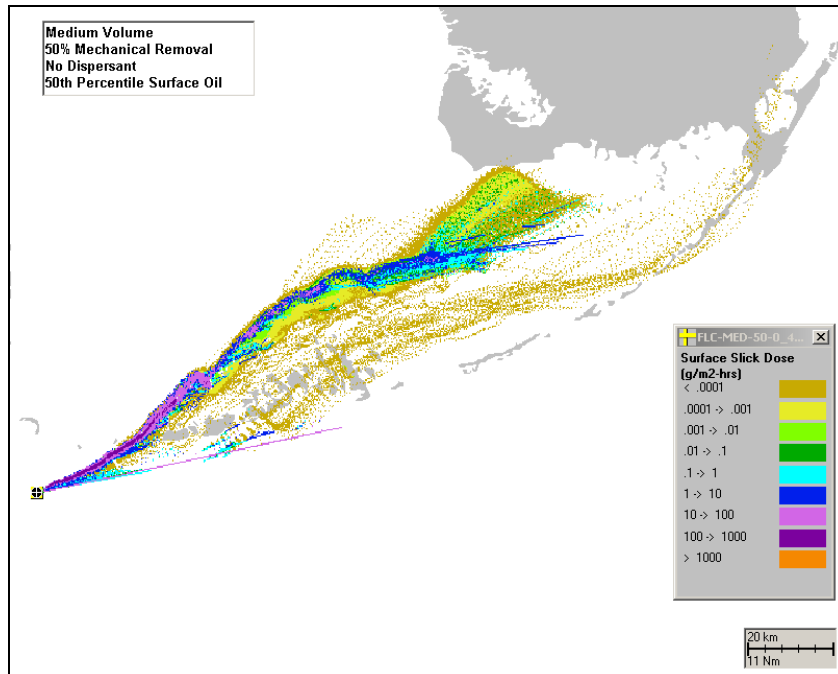 Medium Volume
50% Mechanical Removal
No Dispersant
50th Percentile Surface Oil
FLC-MED-50-0_4...
Surface Slick Dose
(g/m2-hrs)
< .0001
.0001 -> .001
.001 -> .01
.01 -> .1
.1 -> 1
1 -> 10
10 -> 100
100 -> 1000
> 1000
20 km
11 Nm